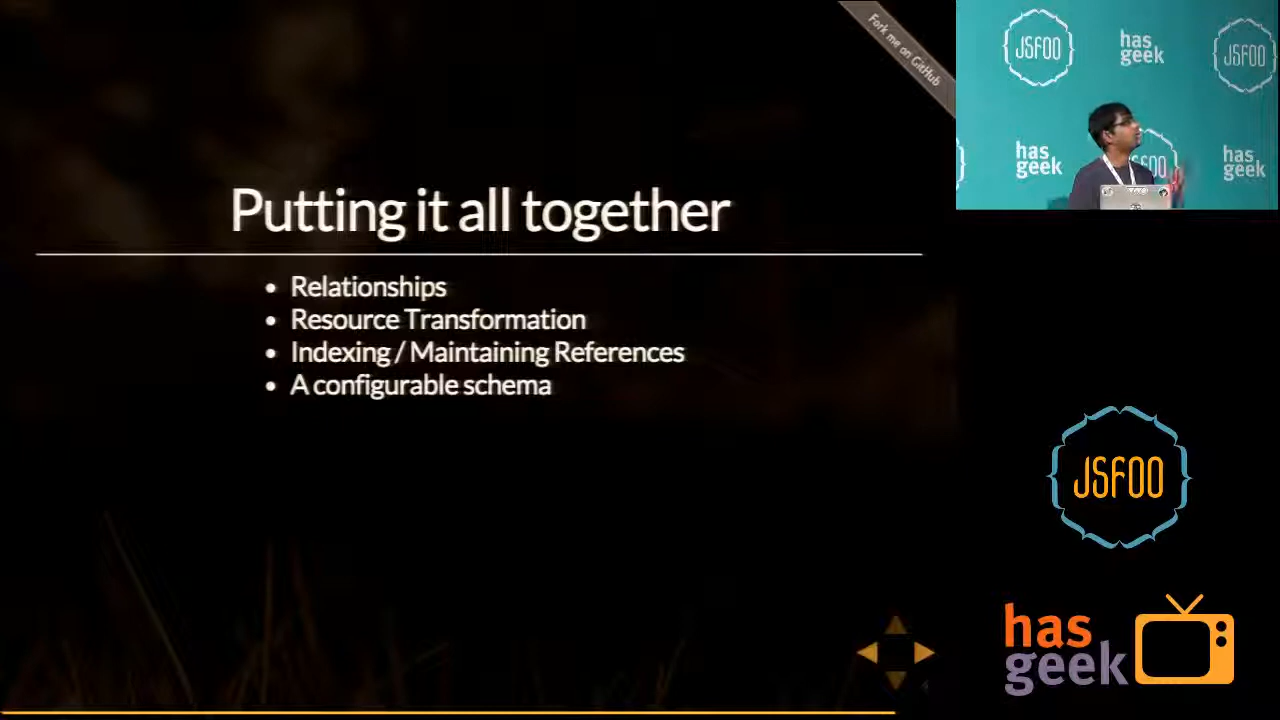 Fork me on GitHub
Putting it all together
• Relationships
• Resource Transformation
• Indexing / Maintaining References
• A configurable schema
JSFOO
has
geek
JSFOO
has
geek
JSFOO
has
geek
JSFOO
has
geek